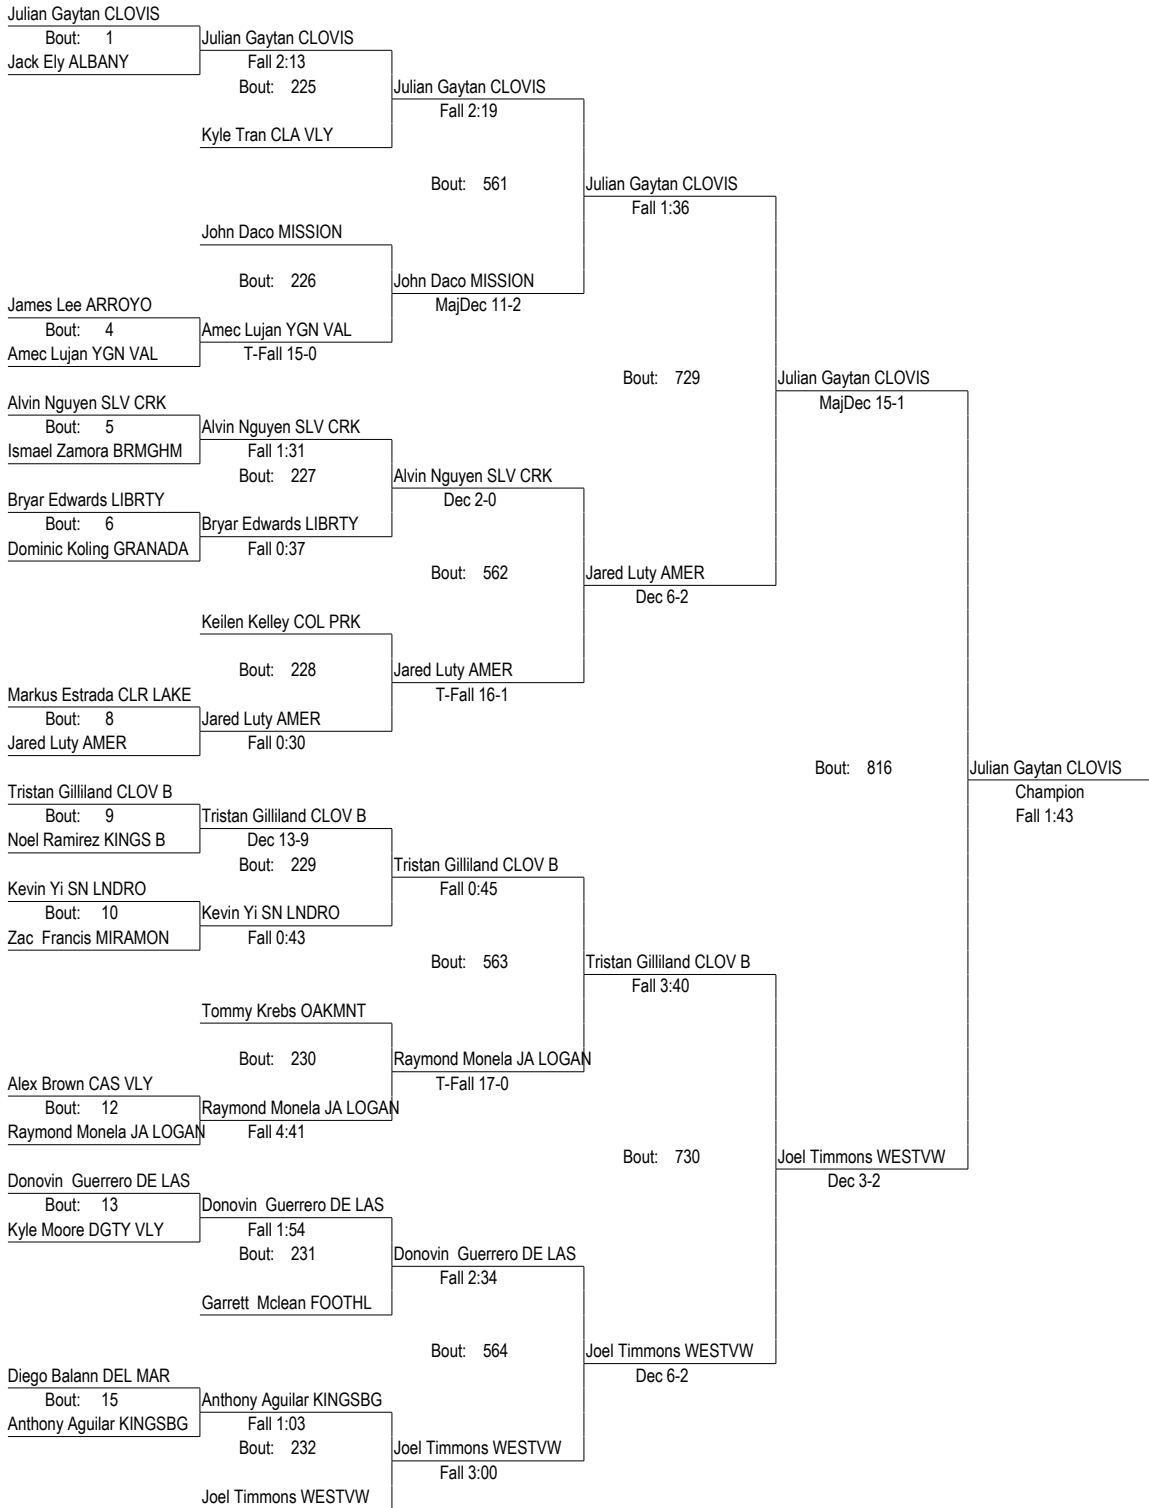 Julian Gaytan CLOVIS
Bout: 1
Julian Gaytan CLOVIS
Jack Ely ALBANY
Fall 2:13
Bout: 225
Julian Gaytan CLOVIS
Fall 2:19
Kyle Tran CLA VLY
Bout: 561
Julian Gaytan CLOVIS
Fall 1:36
John Daco MISSION
Bout: 226
John Daco MISSION
James Lee ARROYO
MajDec 11-2
Bout: 4
Amec Lujan YGN VAL
Amec Lujan YGN VAL
T-Fall 15-0
Bout: 729
Julian Gaytan CLOVIS
Alvin Nguyen SLV CRK
MajDec 15-1
Bout: 5
Alvin Nguyen SLV CRK
Ismael Zamora BRMGHM
Fall 1:31
Bout: 227
Alvin Nguyen SLV CRK
Bryar Edwards LIBRTY
Dec 2-0
Bout: 6
Bryar Edwards LIBRTY
Dominic Koling GRANADA
Fall 0:37
Bout: 562
Jared Luty AMER
Dec 6-2
Keilen Kelley COL PRK
Bout: 228
Jared Luty AMER
Markus Estrada CLR LAKE
T-Fall 16-1
Bout: 8
Jared Luty AMER
Jared Luty AMER
Fall 0:30
Bout: 816
Julian Gaytan CLOVIS
Tristan Gilliland CLOV B
Champion
Bout: 9
Tristan Gilliland CLOV B
Fall 1:43
Noel Ramirez KINGS B
Dec 13-9
Bout: 229
Tristan Gilliland CLOV B
Kevin Yi SN LNDRO
Fall 0:45
Bout: 10
Kevin Yi SN LNDRO
Zac  Francis MIRAMON
Fall 0:43
Bout: 563
Tristan Gilliland CLOV B
Fall 3:40
Tommy Krebs OAKMNT
Bout: 230
Raymond Monela JA LOGAN
Alex Brown CAS VLY
T-Fall 17-0
Bout: 12
Raymond Monela JA LOGAN
Raymond Monela JA LOGAN
Fall 4:41
Bout: 730
Joel Timmons WESTVW
Donovin  Guerrero DE LAS
Dec 3-2
Bout: 13
Donovin  Guerrero DE LAS
Kyle Moore DGTY VLY
Fall 1:54
Bout: 231
Donovin  Guerrero DE LAS
Fall 2:34
Garrett  Mclean FOOTHL
Bout: 564
Joel Timmons WESTVW
Diego Balann DEL MAR
Dec 6-2
Bout: 15
Anthony Aguilar KINGSBG
Anthony Aguilar KINGSBG
Fall 1:03
Bout: 232
Joel Timmons WESTVW
Fall 3:00
Joel Timmons WESTVW